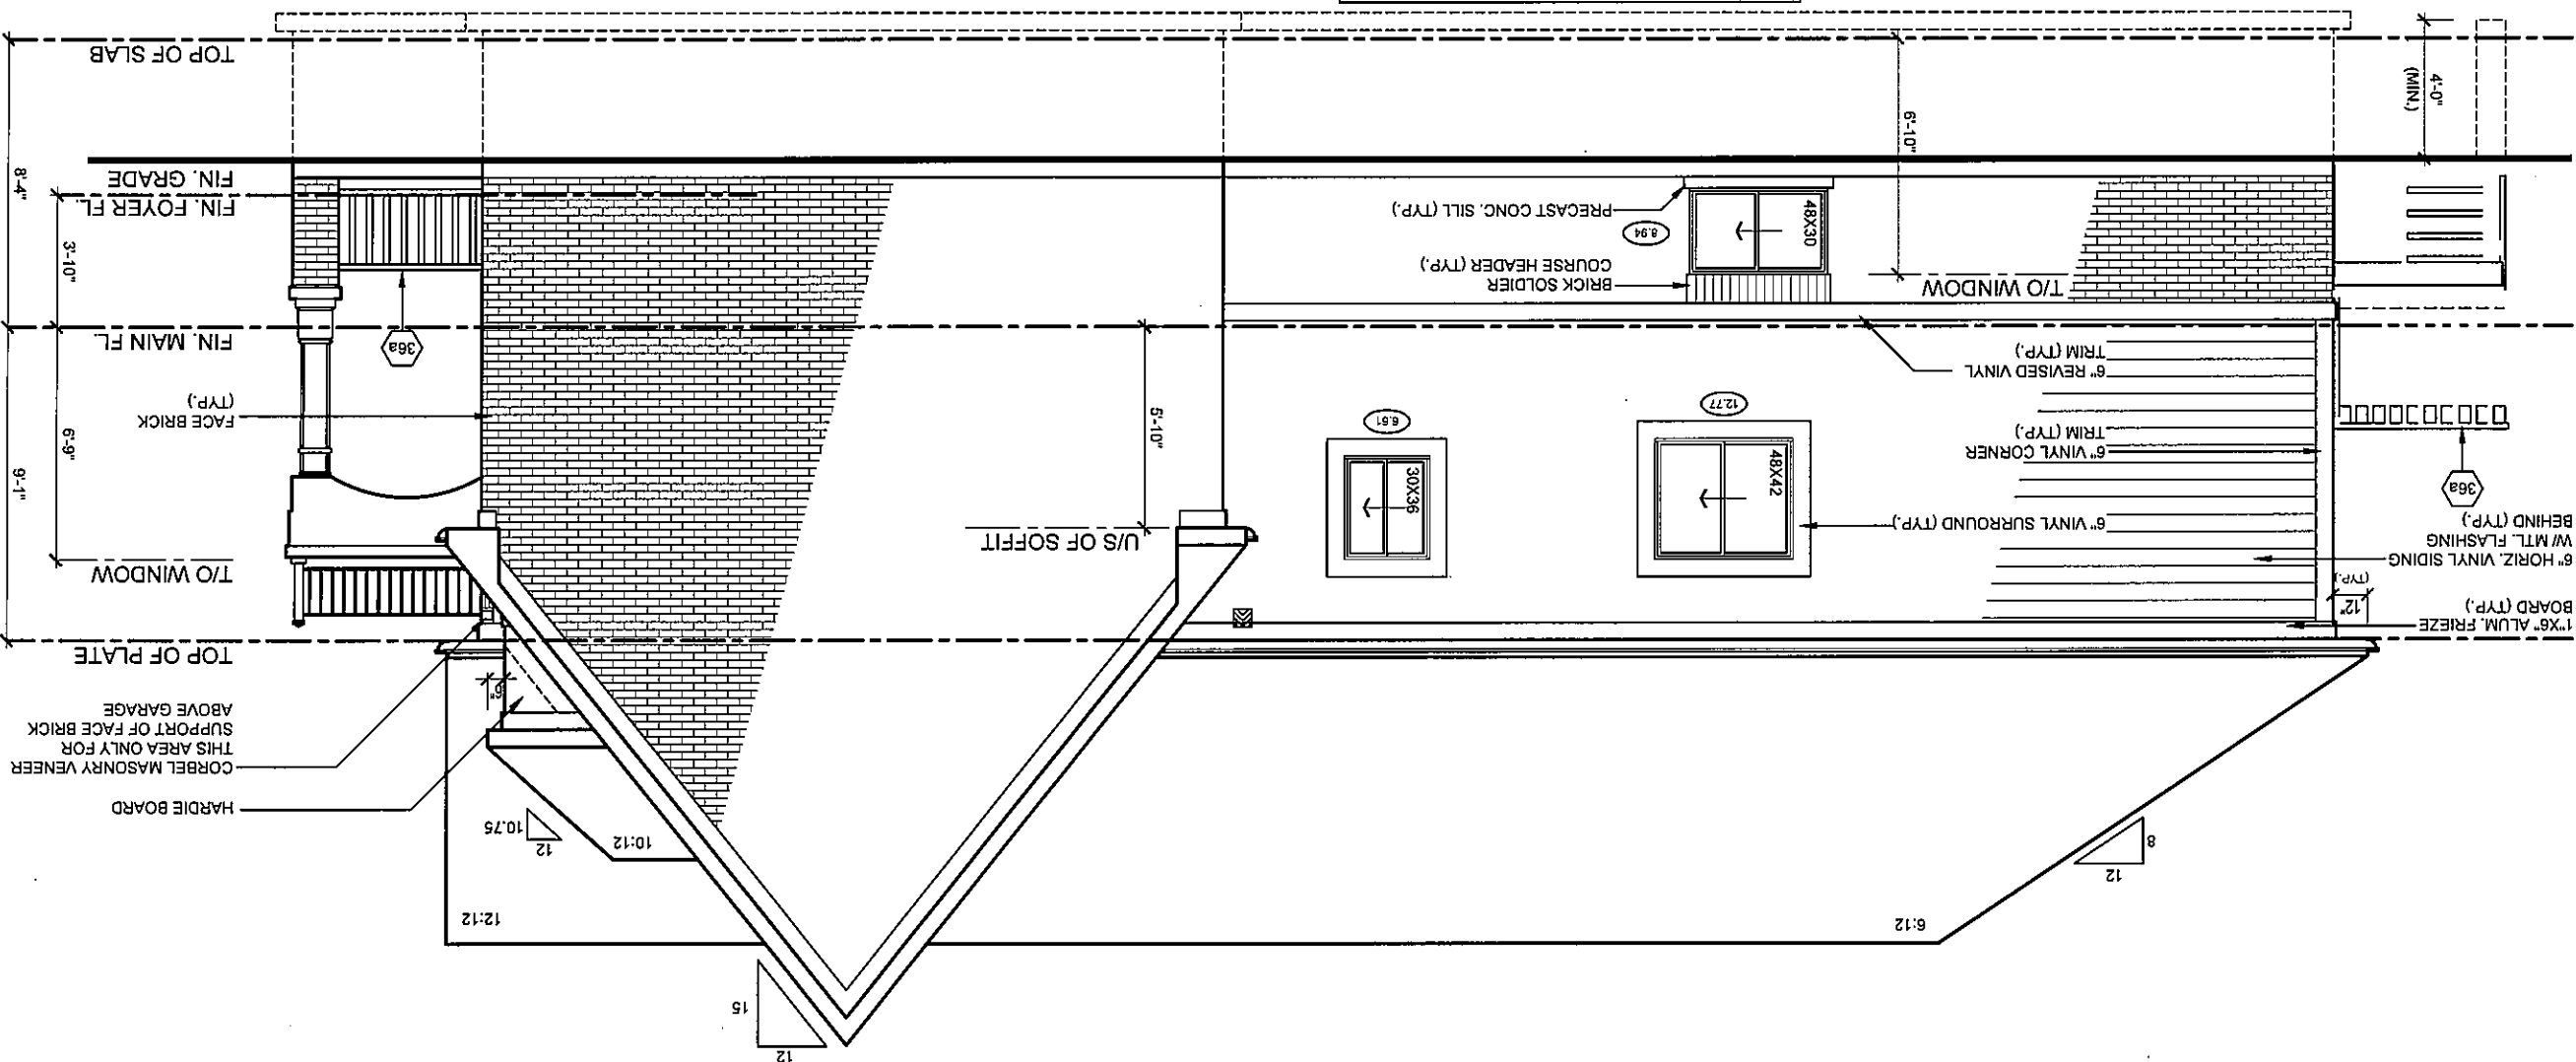 12
15
6:12
12:12
12
8
10:12
12
10.75
HARDIE BOARD
CORBEL MASONRY VENEER
THIS AREA ONLY FOR
SUPPORT OF FACE BRICK
ABOVE GARAGE
6"
TOP OF PLATE
1"X6" ALUM. FRIEZE
BOARD (TYP.)
12"
(TYP.)
6" HORIZ. VINYL SIDING
W/ MTL. FLASHING
BEHIND (TYP.)
T/O WINDOW
U/S OF SOFFIT
6" VINYL SURROUND (TYP.)
48X42
30X36
36a
9'-1"
6'-9"
5'-10"
6" VINYL CORNER
TRIM (TYP.)
12.77
6.51
FACE BRICK
(TYP.)
6" REVISED VINYL
TRIM (TYP.)
36a
FIN. MAIN FL.
T/O WINDOW
BRICK SOLDIER
COURSE HEADER (TYP.)
48X30
8.94
PRECAST CONC. SILL (TYP.)
3'-10"
8'-4"
FIN. FOYER FL.
FIN. GRADE
6'-10"
4'-0"
(MIN.)
TOP OF SLAB